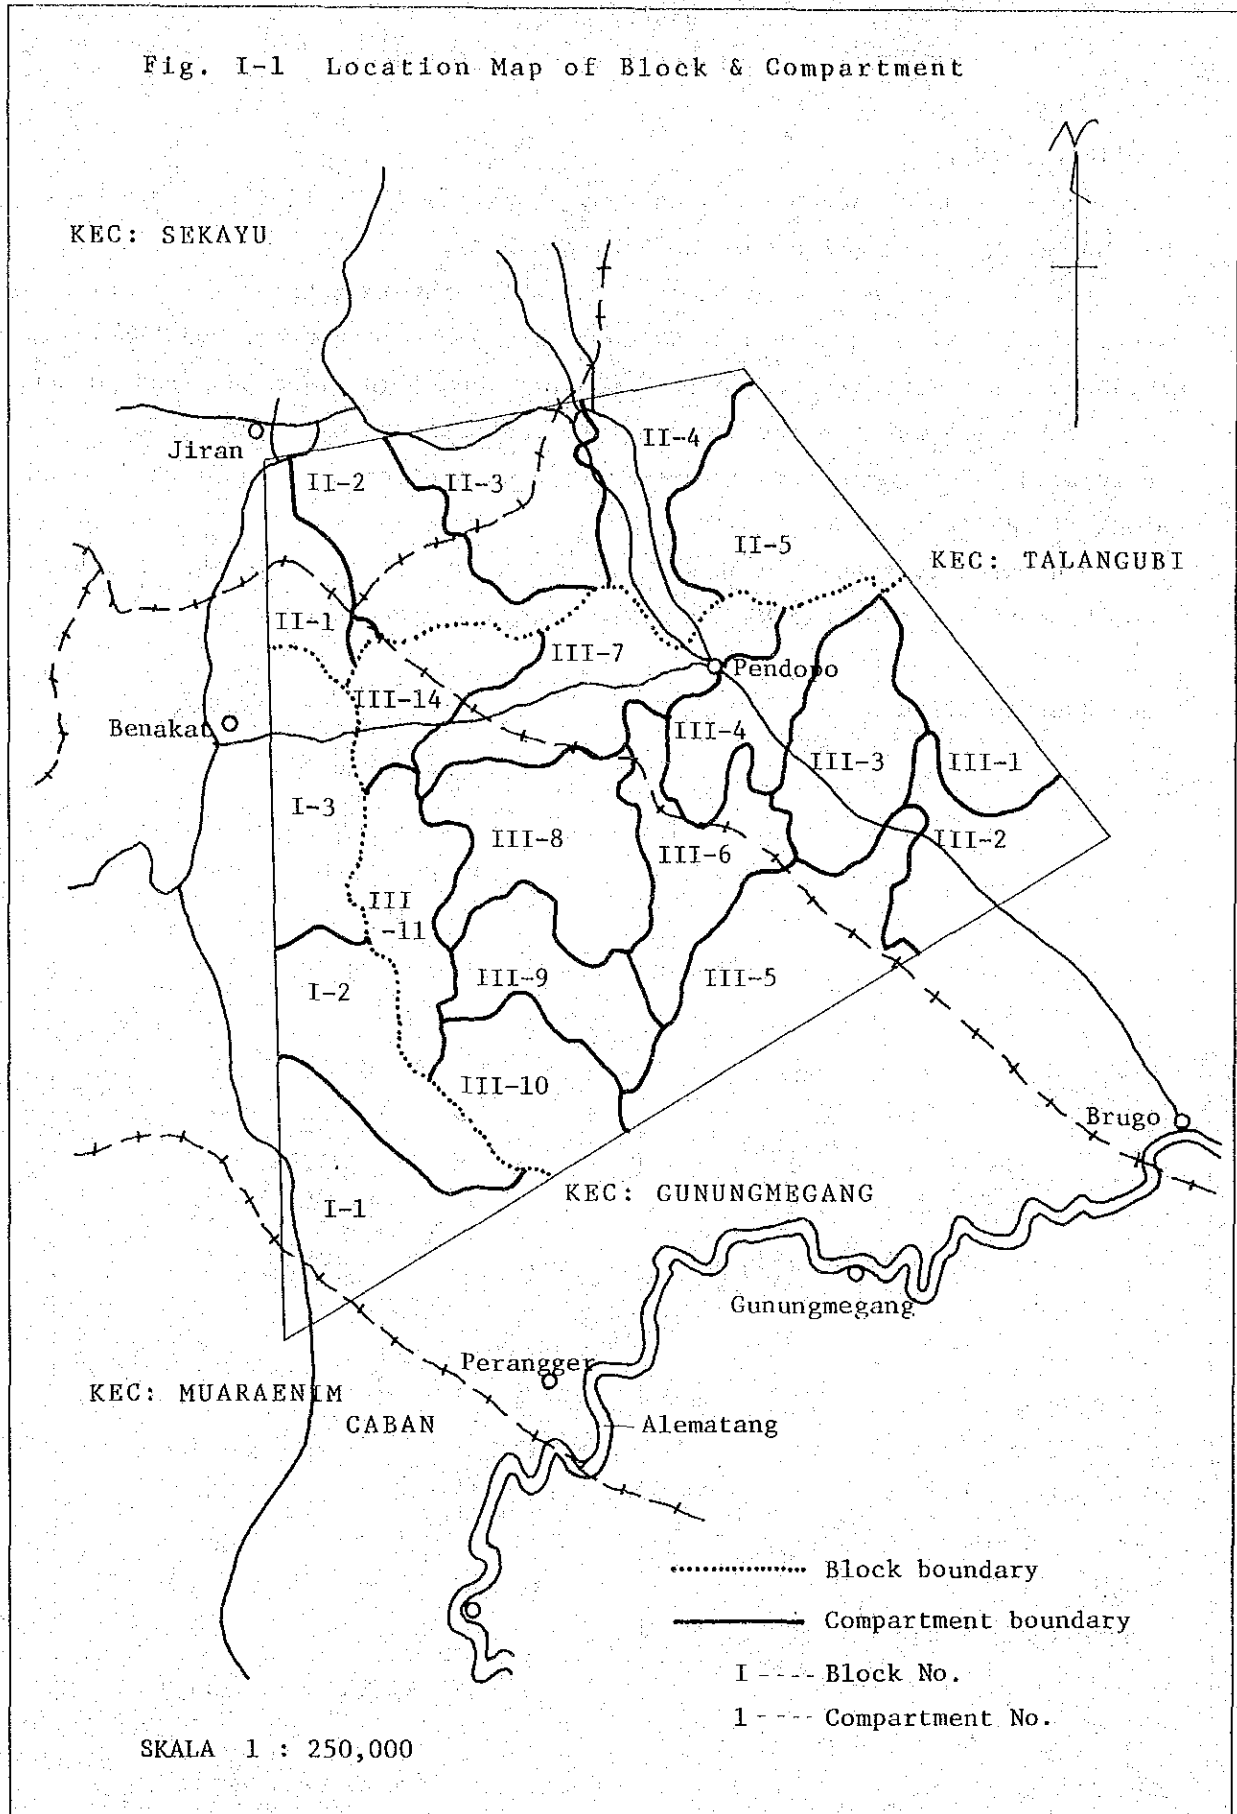 Fig. I-1 Location Map of Block & Compartment
N
KEC: SEKAYU
Jiran
II-2
II-3
II-4
II-5
KEC: TALANGUBI
II-1
III-7
Pendopo
III-14
Benakat
III-4
III-3
III-1
I-3
III-8
III-6
III-2
III
-11
I-2
III-9
III-5
III-10
Brugo
I-1
KEC: GUNUNGMEGANG
Gunungmegang
Perangger
KEC: MUARAENIM
CABAN
Alematang
Block boundary
Compartment boundary
I ---- Block No.
1 ---- Compartment No.
SKALA 1 : 250,000